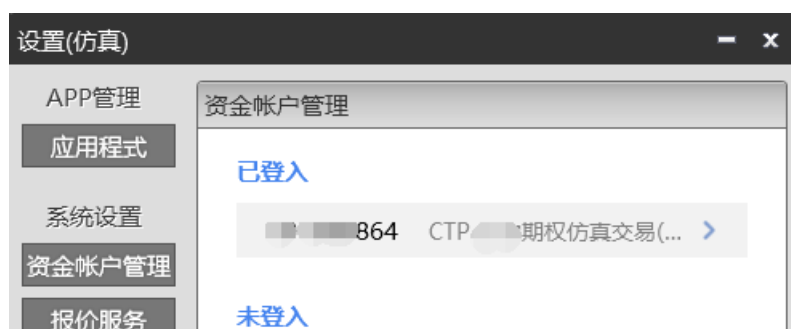 设置(仿真)
APP管理
应用程式
系统设置
资金帐户管理
报价服务
资金帐户管理
已登入
864 CTP 期权仿真交易(...
未登入